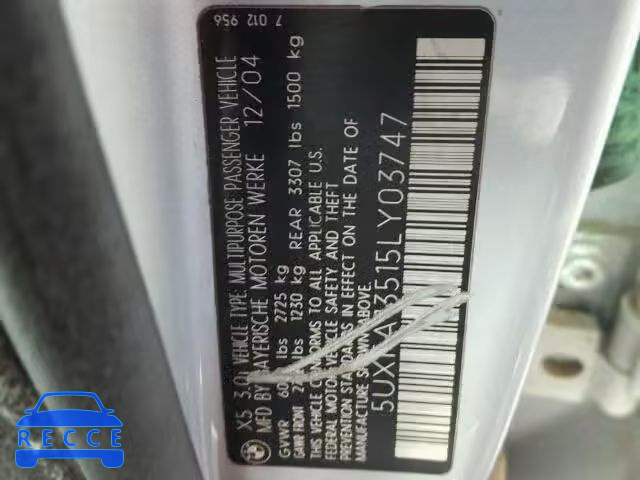 7 012 956
X5 3.0I VEHICLE TYPE: MULTIPURPOSE PASSENGER VEHICLE
MFD BY BAYERISCHE MOTOREN WERKE 12/04
GVWR lbs 2725 kg
GAWR FRONT lbs 1230 kg REAR 3307 lbs 1500 kg
THIS VEHICLE CONFORMS TO ALL APPLICABLE U.S.
FEDERAL MOTOR VEHICLE SAFETY AND THEFT
PREVENTION STANDARDS IN EFFECT ON THE DATE OF
MANUFACTURE SHOWN ABOVE.
5UXFA13515LY03747
RECCE